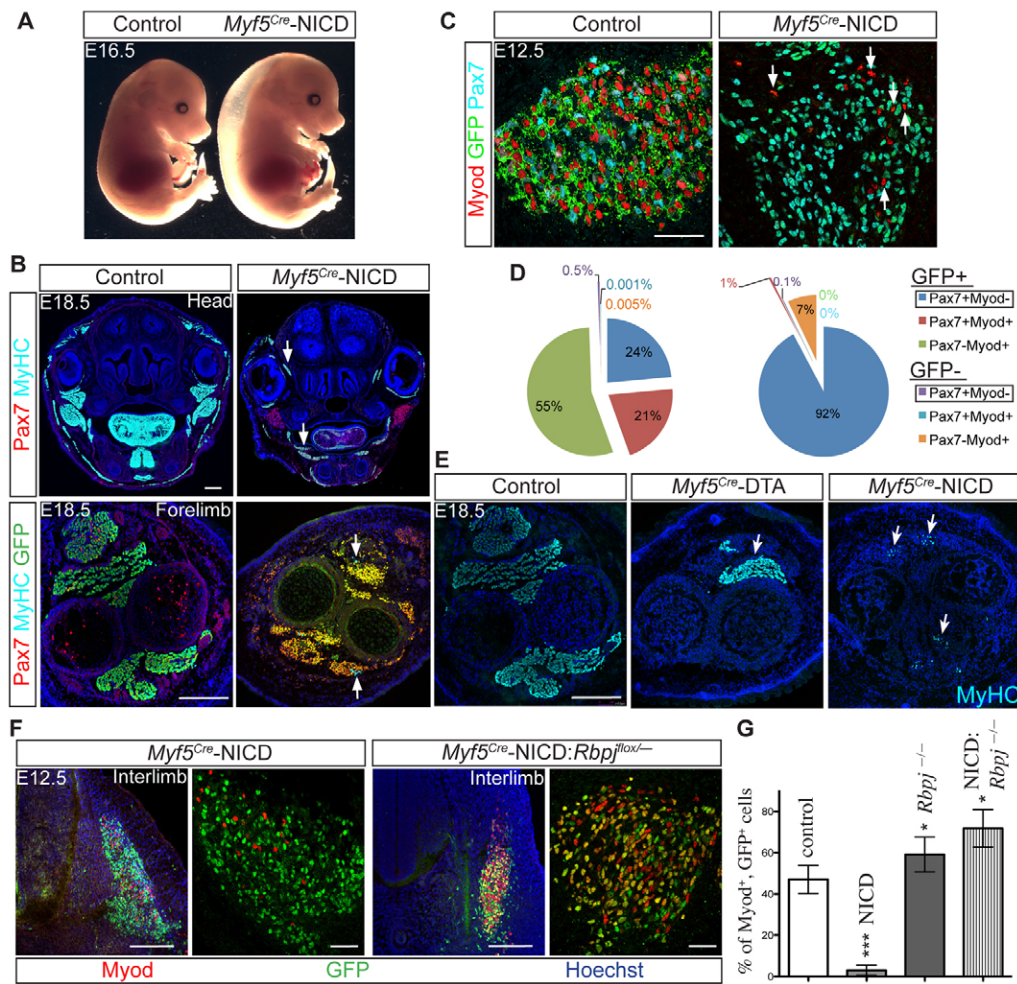 A
Control
Myf5Cre-NICD
E16.5
B
Control
Myf5Cre-NICD
Pax7 MyHC
E18.5
Head
Pax7 MyHC GFP
E18.5
Forelimb
C
Control
Myf5Cre-NICD
Myod GFP Pax7
E12.5
D
0.5%
0.001%
0.005%
24%
21%
55%
1%
0.1%
0%
0%
7%
92%
GFP+
Pax7+Myod-
Pax7+Myod+
Pax7-Myod+
GFP-
Pax7+Myod-
Pax7+Myod+
Pax7-Myod+
E
Control
Myf5Cre-DTA
Myf5Cre-NICD
E18.5
MyHC
F
Myf5Cre-NICD
Myf5Cre-NICD:Rbpjflox/–
E12.5
Interlimb
Interlimb
Myod
GFP
Hoechst
G
% of Myod+, GFP+ cells
80
60
40
20
0
control
*** NICD
* Rbpj –/–
NICD:
* Rbpj –/–